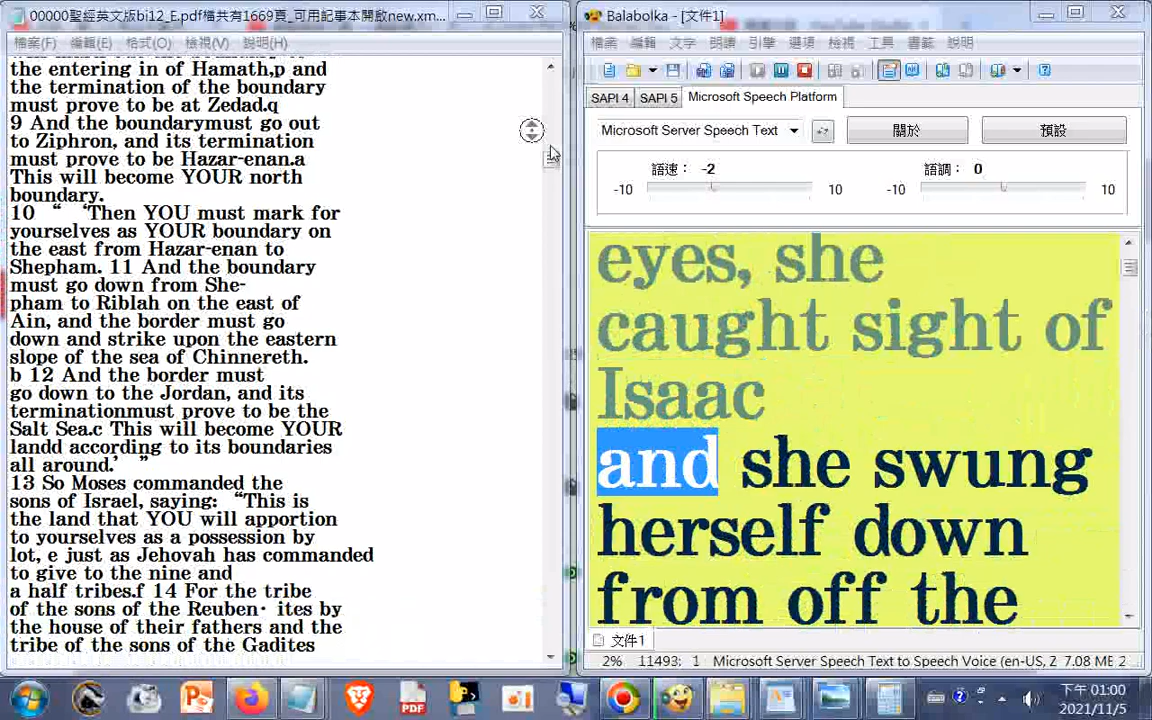 00000聖經英文版bi12_E.pdf檔共有1669頁_可用記事本開啟new.xm...
檔案(F) 編輯(E) 格式(O) 檢視(V) 說明(H)
the entering in of Hamath,p and
the termination of the boundary
must prove to be at Zedad.q
9 And the boundarymust go out
to Ziphron, and its termination
must prove to be Hazar-enan.a
This will become YOUR north
boundary.
10 “ ‘Then YOU must mark for
yourselves as YOUR boundary on
the east from Hazar-enan to
Shepham. 11 And the boundary
must go down from She-
pham to Riblah on the east of
Ain, and the border must go
down and strike upon the eastern
slope of the sea of Chinnereth.
b 12 And the border must
go down to the Jordan, and its
terminationmust prove to be the
Salt Sea.c This will become YOUR
landd according to its boundaries
all around.’ ”
13 So Moses commanded the
sons of Israel, saying: “This is
the land that YOU will apportion
to yourselves as a possession by
lot, e just as Jehovah has commanded
to give to the nine and
a half tribes.f 14 For the tribe
of the sons of the Reuben· ites by
the house of their fathers and the
tribe of the sons of the Gadites
Balabolka - [文件1]
檔案 編輯 文字 朗讀 引擎 選項 檢視 工具 書籤 說明
SAPI 4 SAPI 5 Microsoft Speech Platform
Microsoft Server Speech Text 關於 預設
語速： -2 語調： 0
-10 10 -10 10
eyes, she
caught sight of
Isaac
and she swung
herself down
from off the
文件1
2% 11493: 1 Microsoft Server Speech Text to Speech Voice (en-US, Z 7.08 MB
下午 01:00
2021/11/5